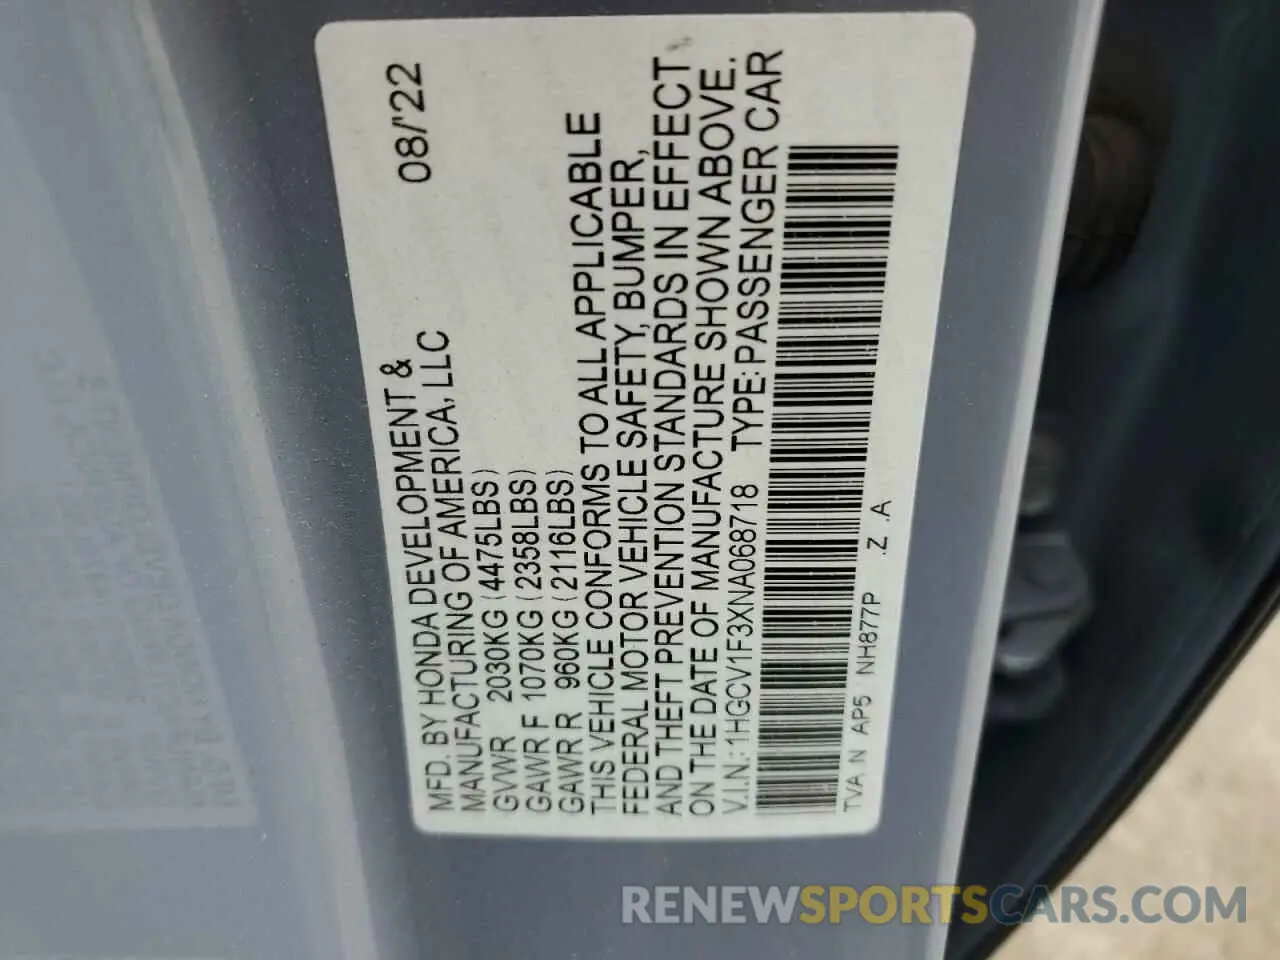 MFD. BY HONDA DEVELOPMENT & 08/'22
MANUFACTURING OF AMERICA, LLC
GVWR 2030KG (4475LBS)
GAWR F 1070KG (2358LBS)
GAWR R 960KG (2116LBS)
THIS VEHICLE CONFORMS TO ALL APPLICABLE
FEDERAL MOTOR VEHICLE SAFETY, BUMPER,
AND THEFT PREVENTION STANDARDS IN EFFECT
ON THE DATE OF MANUFACTURE SHOWN ABOVE.
V.I.N.: 1HGCV1F3XNA068718 TYPE: PASSENGER CAR
TVA N AP5 NH877P .Z .A
RENEWSPORTSCARS.COM